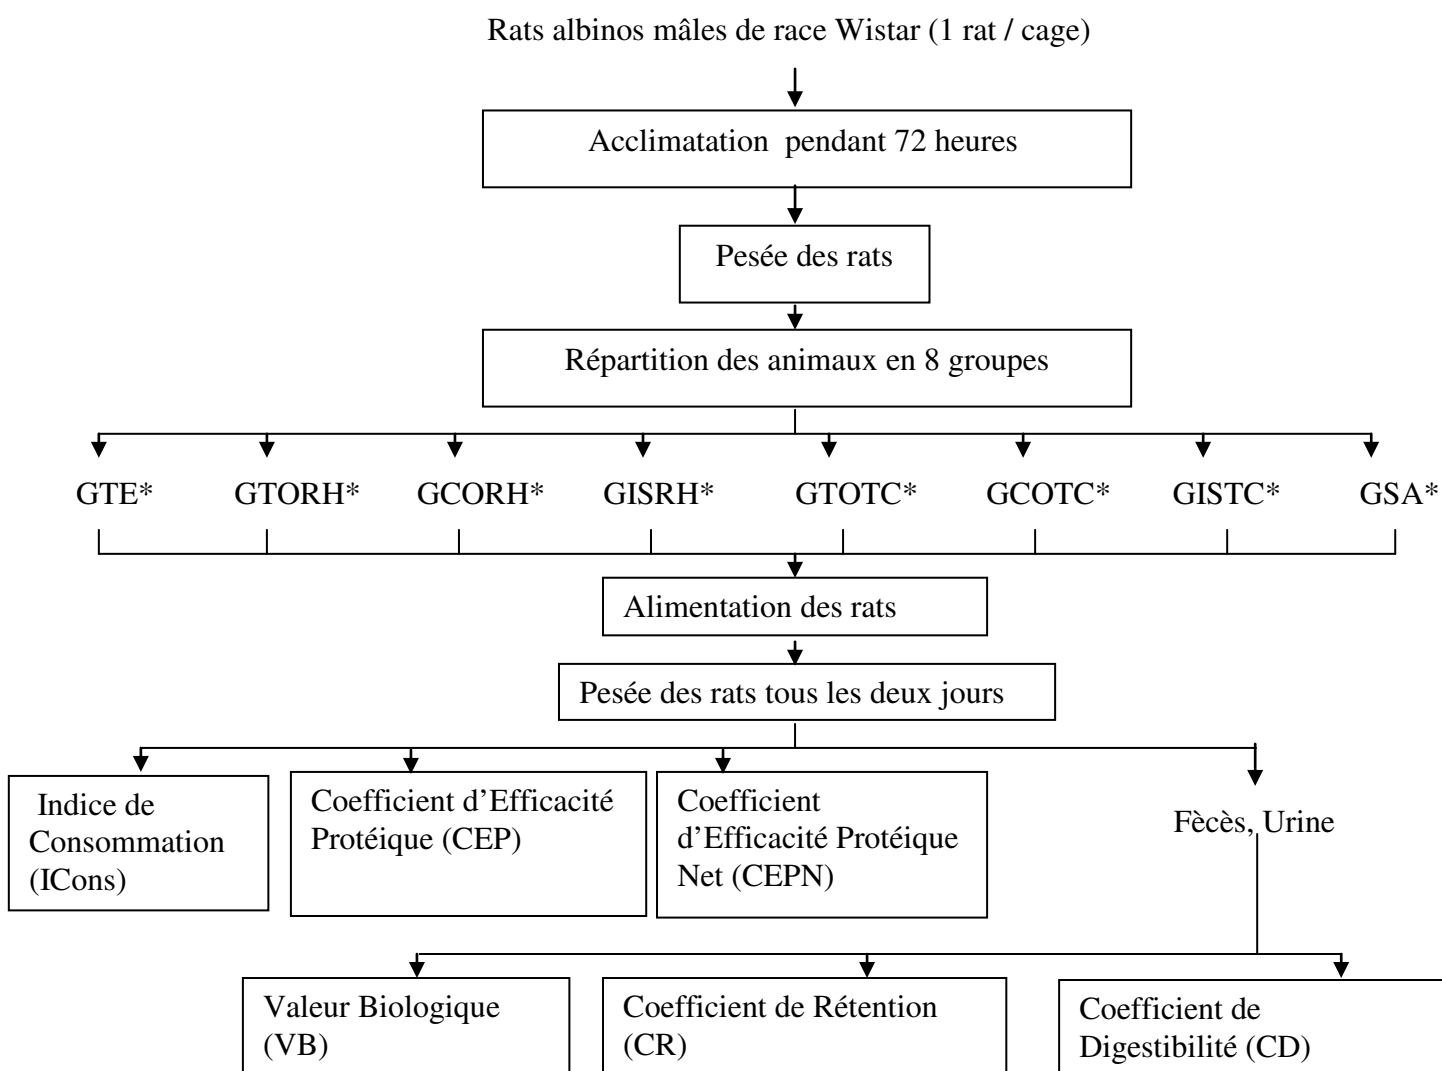 Rats albinos mâles de race Wistar (1 rat / cage)
Acclimatation pendant 72 heures
Pesée des rats
Répartition des animaux en 8 groupes
GTE* GTORH* GCORH* GISRH* GTOTC* GCOTC* GISTC* GSA*
Alimentation des rats
Pesée des rats tous les deux jours
Indice de
Consommation
(ICons)
Coefficient d’Efficacité
Protéique (CEP)
Coefficient
d’Efficacité Protéique
Net (CEPN)
Fècès, Urine
Valeur Biologique
(VB)
Coefficient de Rétention
(CR)
Coefficient de
Digestibilité (CD)